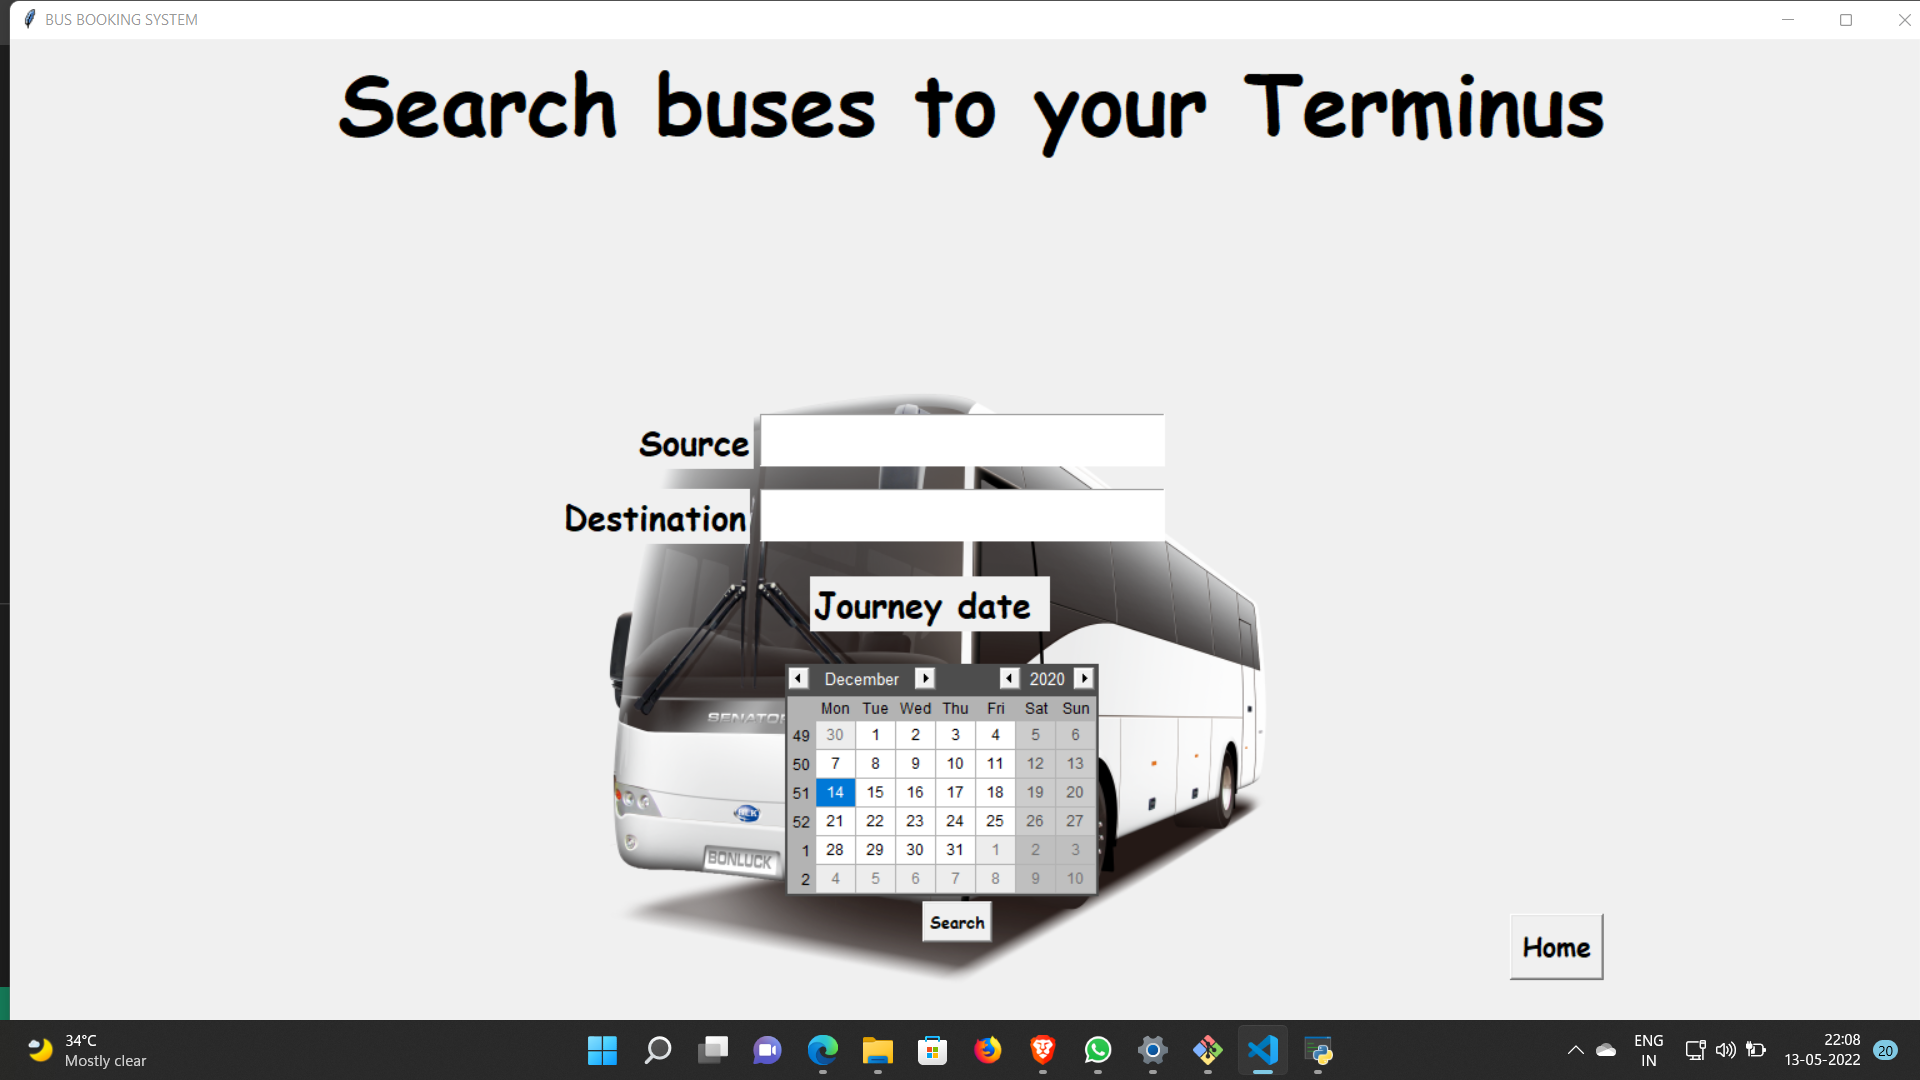 BUS BOOKING SYSTEM
Search buses to your Terminus
Source
Destination
Journey date
December 2020
Mon Tue Wed Thu Fri Sat Sun
49 30 1 2 3 4 5 6
50 7 8 9 10 11 12 13
51 14 15 16 17 18 19 20
52 21 22 23 24 25 26 27
1 28 29 30 31 1 2 3
2 4 5 6 7 8 9 10
SENATOR
BLK
BONLUCK
Search
Home
34°C
Mostly clear
ENG
IN
22:08
13-05-2022
20